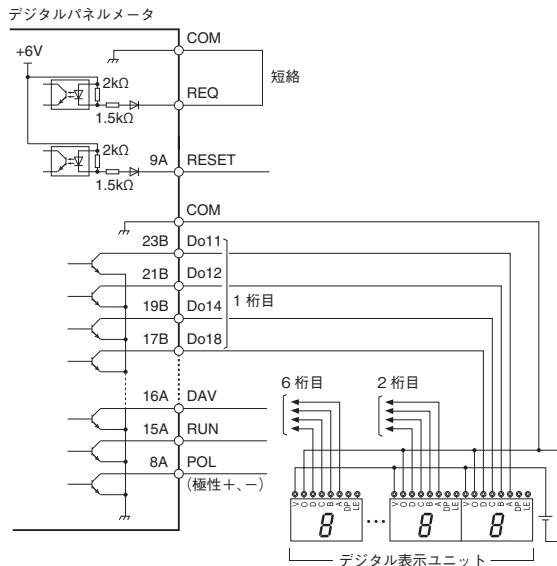 デジタルパネルメータ
COM
+6V
2kΩ
REQ
短絡
1.5kΩ
2kΩ
9A RESET
1.5kΩ
COM
23B Do11
21B Do12
1 桁目
19B Do14
17B Do18
6 桁目 2 桁目
16A DAV
15A RUN
8A POL
(極性+、−)
V O D C B A DP LE V O D C B A DP LE V O D C B A DP LE
8 … 8 8
デジタル表示ユニット